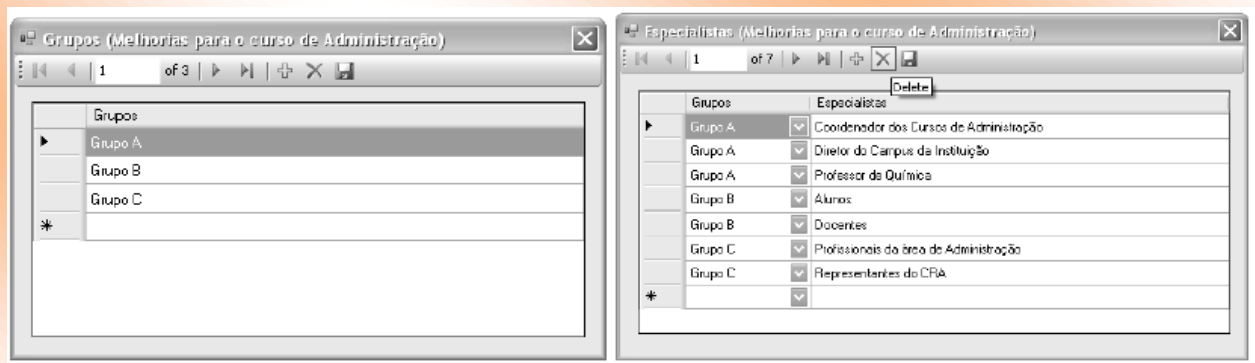 Grupos (Melhorias para o curso de Administração)
1 of 3
Grupos
Grupo A
Grupo B
Grupo C
Especialistas (Melhorias para o curso de Administração)
1 of 7
Delete
Grupos Especialistas
Grupo A Coordenador dos Cursos de Administração
Grupo A Diretor do Campus da Instituição
Grupo A Professor de Química
Grupo B Alunos
Grupo B Docentes
Grupo C Profissionais da área de Administração
Grupo C Representantes do CRA